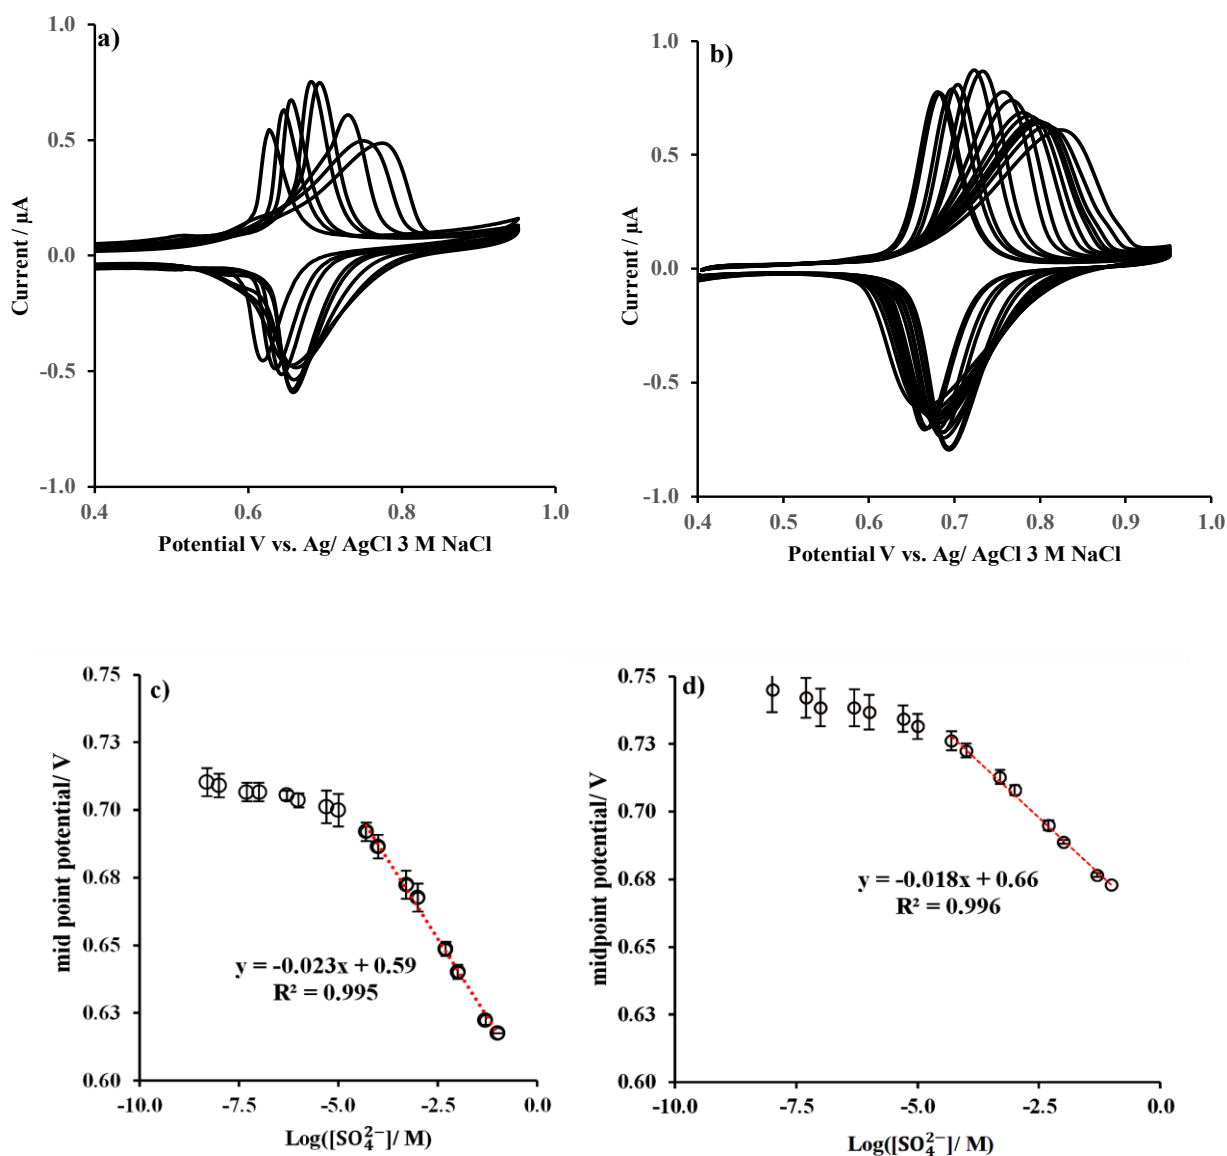 a)
1.0
0.5
0.0
-0.5
-1.0
Current / µA
0.4
0.6
0.8
1.0
Potential V vs. Ag/ AgCl 3 M NaCl
b)
1.0
0.5
0.0
-0.5
-1.0
Current / µA
0.4
0.5
0.6
0.7
0.8
0.9
1.0
Potential V vs. Ag/ AgCl 3 M NaCl
c)
0.75
0.73
0.70
0.68
0.65
0.63
0.60
mid point potential/ V
y = -0.023x + 0.59
R² = 0.995
-10.0
-7.5
-5.0
-2.5
0.0
Log([SO₄²⁻]/ M)
d)
0.75
0.73
0.70
0.68
0.65
0.63
0.60
midpoint potential/ V
y = -0.018x + 0.66
R² = 0.996
-10.0
-7.5
-5.0
-2.5
0.0
Log([SO₄²⁻]/ M)